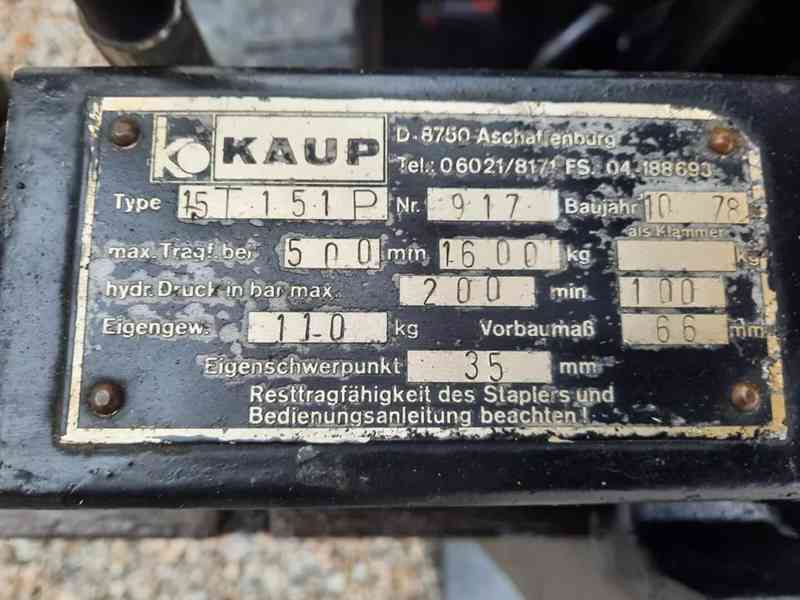 KAUP D-8750 Aschaffenburg
Tel.: 06021/8171 FS. 04-188693
Type 1,5 T 151 P Nr. 917 Baujahr 10 78
als Klammer
max. Tragf. bei 500 mm 1600 kg kg
hydr. Druck in bar max. 200 min 100
Eigengew. 110 kg Vorbaumaß 66 mm
Eigenschwerpunkt 35 mm
Resttragfähigkeit des Staplers und
Bedienungsanleitung beachten!